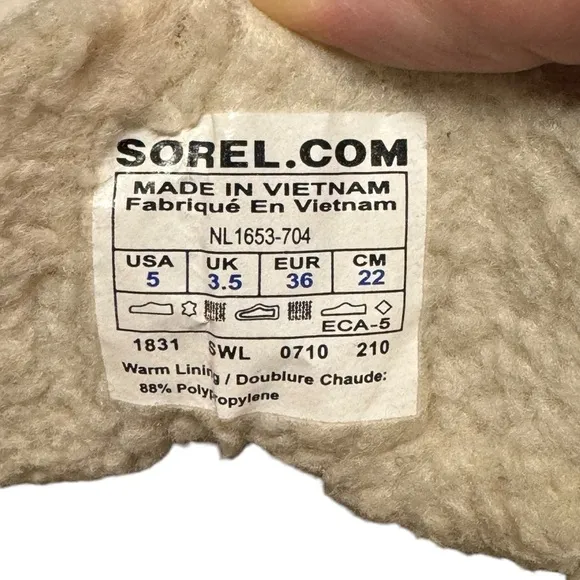 SOREL.COM
MADE IN VIETNAM
Fabriqué En Vietnam
NL1653-704
USA UK EUR CM
5 3.5 36 22
ECA-5
1831 SWL 0710 210
Warm Lining / Doublure Chaude:
88% Polypropylene